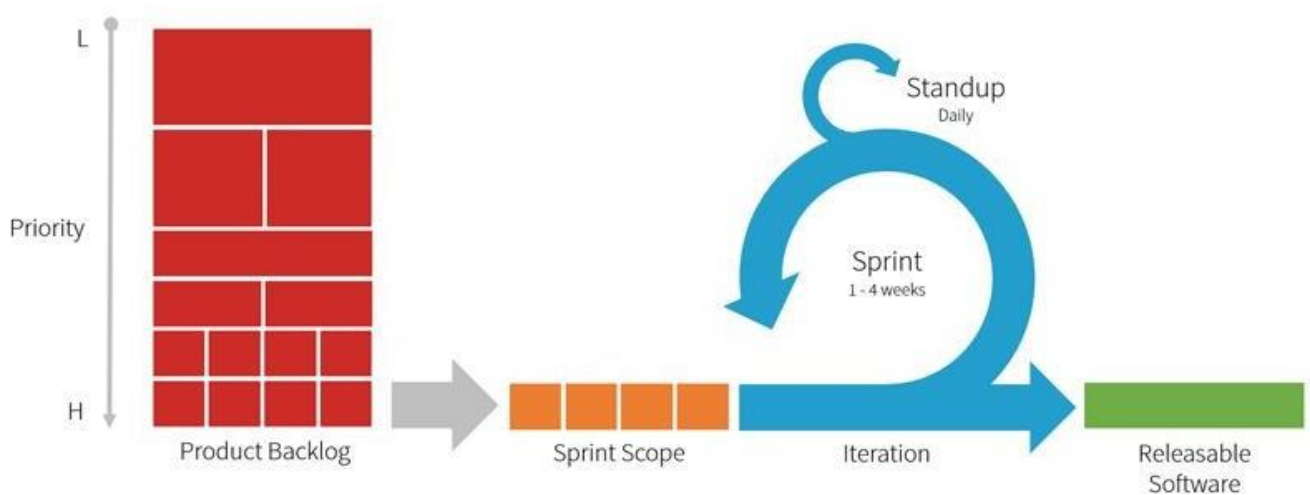 L
Priority
H
Product Backlog
Sprint Scope
Standup
Daily
Sprint
1 - 4 weeks
Iteration
Releasable
Software